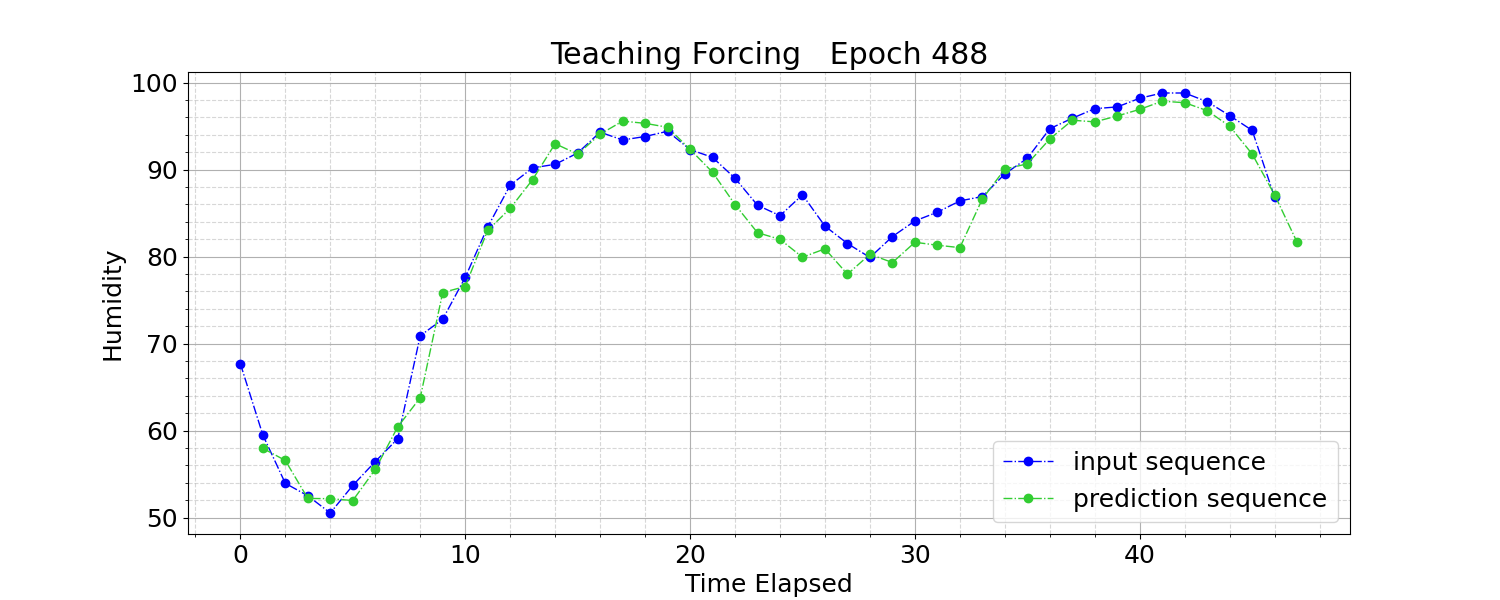 Teaching Forcing   Epoch 488
100
90
80
70
60
50
Humidity
0 10 20 30 40
Time Elapsed
input sequence
prediction sequence